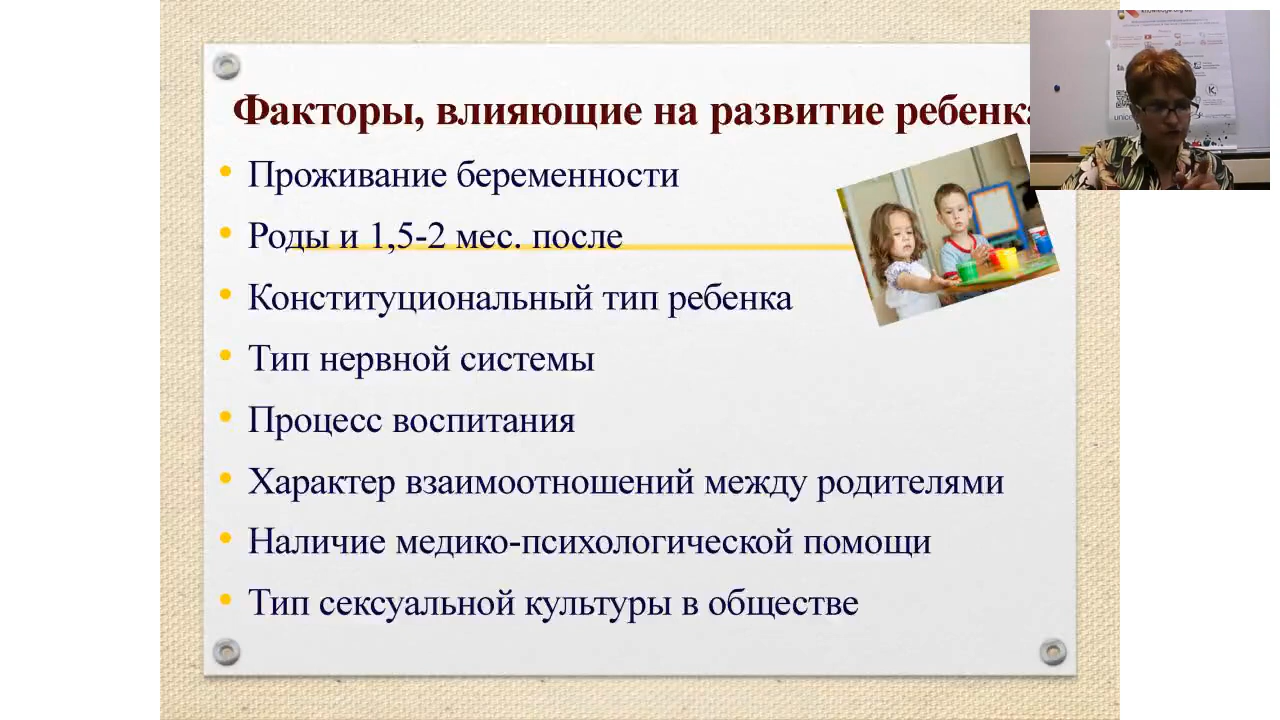 Факторы, влияющие на развитие ребенка
• Проживание беременности
• Роды и 1,5-2 мес. после
• Конституциональный тип ребенка
• Тип нервной системы
• Процесс воспитания
• Характер взаимоотношений между родителями
• Наличие медико-психологической помощи
• Тип сексуальной культуры в обществе